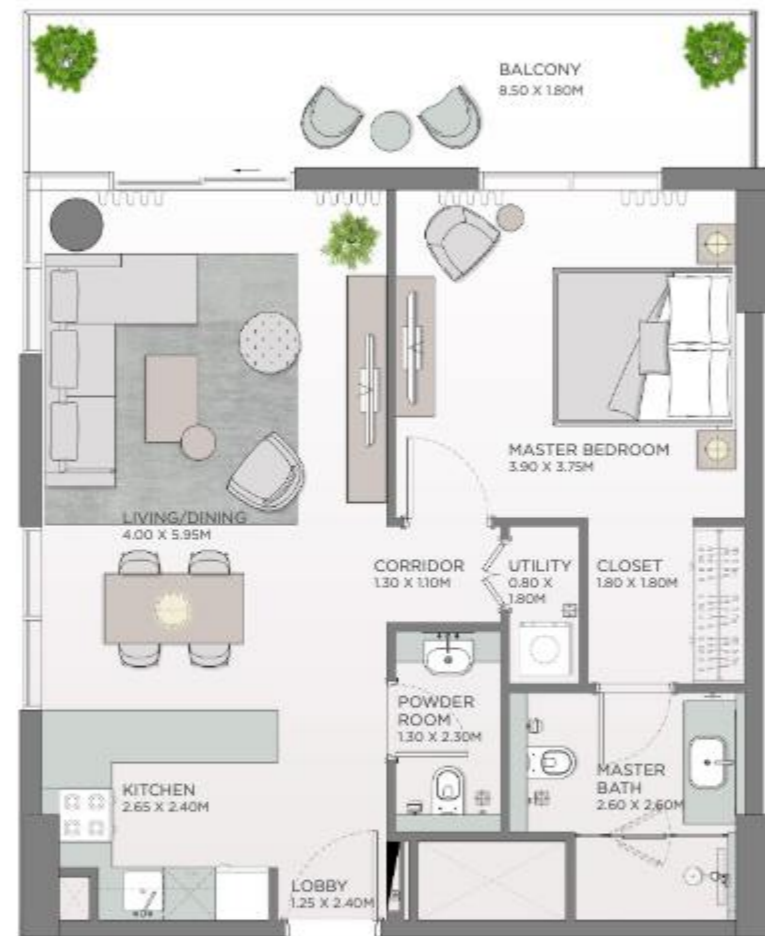 BALCONY
8.50 X 1.80M
MASTER BEDROOM
3.90 X 3.75M
LIVING/DINING
4.00 X 5.95M
CORRIDOR
1.30 X 1.10M
UTILITY
0.80 X
1.80M
CLOSET
1.80 X 1.80M
POWDER
ROOM
1.30 X 2.30M
MASTER
BATH
2.60 X 2.60M
KITCHEN
2.65 X 2.40M
LOBBY
1.25 X 2.40M